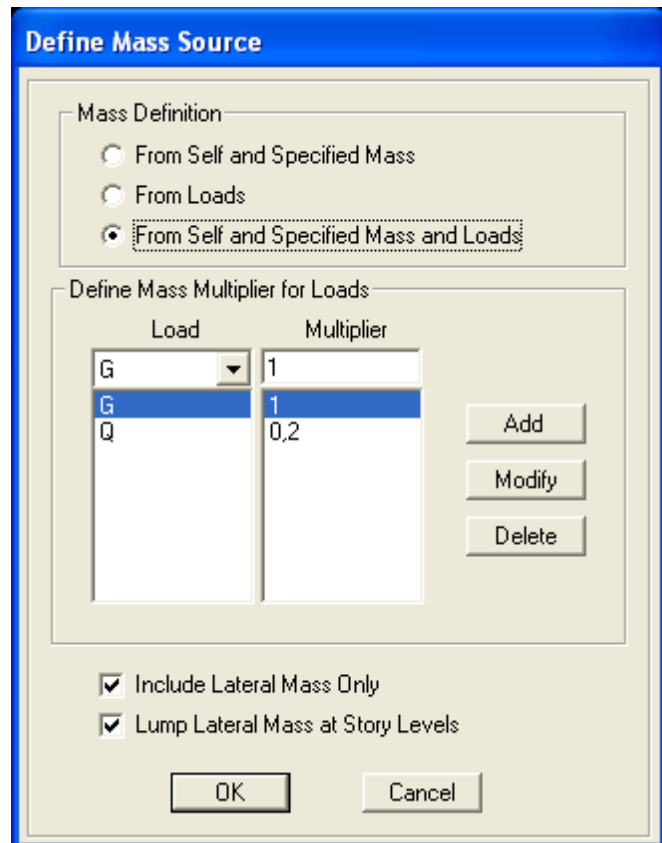 Define Mass Source
Mass Definition
From Self and Specified Mass
From Loads
From Self and Specified Mass and Loads
Define Mass Multiplier for Loads
Load Multiplier
G 1
G 1
Q 0,2
Add
Modify
Delete
Include Lateral Mass Only
Lump Lateral Mass at Story Levels
OK Cancel